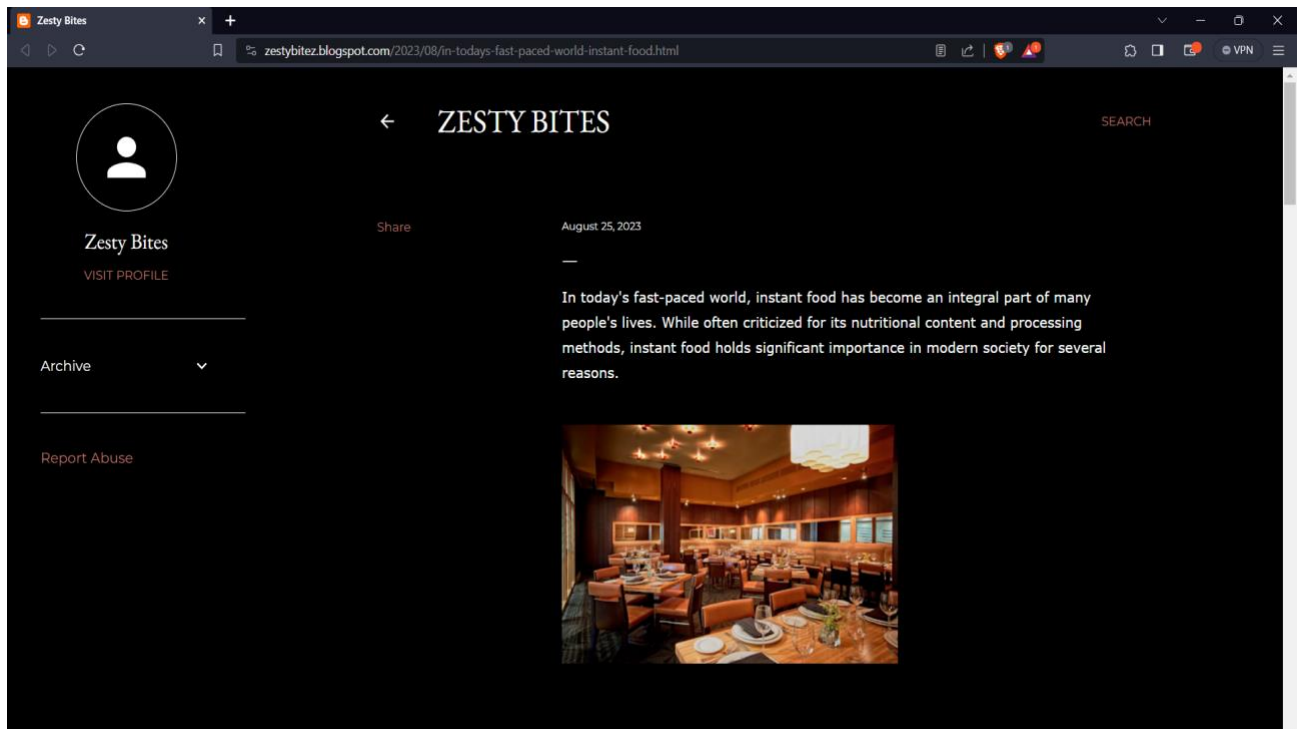 Zesty Bites
zestybitez.blogspot.com/2023/08/in-todays-fast-paced-world-instant-food.html
VPN
ZESTY BITES
SEARCH
Zesty Bites
VISIT PROFILE
Archive
Report Abuse
Share
August 25, 2023
In today's fast-paced world, instant food has become an integral part of many
people's lives. While often criticized for its nutritional content and processing
methods, instant food holds significant importance in modern society for several
reasons.